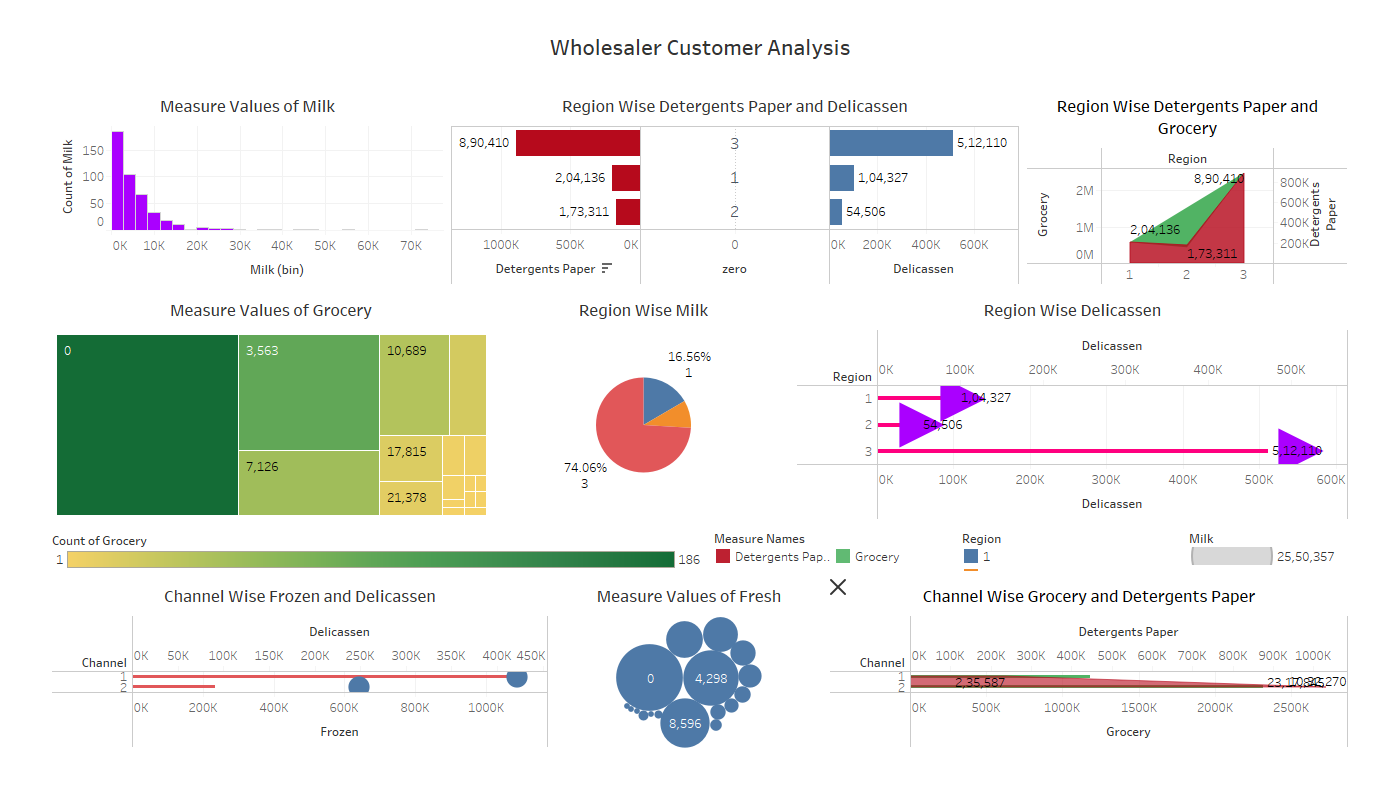 Wholesaler Customer Analysis
Measure Values of Milk
Count of Milk
150
100
50
0
0K 10K 20K 30K 40K 50K 60K 70K
Milk (bin)
Region Wise Detergents Paper and Delicassen
8,90,410 3 5,12,110
2,04,136 1 1,04,327
1,73,311 2 54,506
1000K 500K 0K 0 0K 200K 400K 600K
Detergents Paper zero Delicassen
Region Wise Detergents Paper and
Grocery
Region
Grocery
2M
1M
0M
8,90,410
2,04,136
1,73,311
800K
600K
400K
200K
Detergents
Paper
1 2 3
Measure Values of Grocery
0 3,563 10,689
7,126 17,815
21,378
Region Wise Milk
16.56%
1
74.06%
3
Region Wise Delicassen
Delicassen
Region
0K 100K 200K 300K 400K 500K
1 1,04,327
2 54,506
3 5,12,110
0K 100K 200K 300K 400K 500K 600K
Delicassen
Count of Grocery
1 186
Measure Names
Detergents Pap.. Grocery
Region
1
Milk
25,50,357
Channel Wise Frozen and Delicassen
Delicassen
Channel
0K 50K 100K 150K 200K 250K 300K 350K 400K 450K
1
2
0K 200K 400K 600K 800K 1000K
Frozen
Measure Values of Fresh
0 4,298
8,596
Channel Wise Grocery and Detergents Paper
Detergents Paper
Channel
0K 100K 200K 300K 400K 500K 600K 700K 800K 900K 1000K
1
2
2,35,587
0K 500K 1000K 1500K 2000K 2500K
Grocery